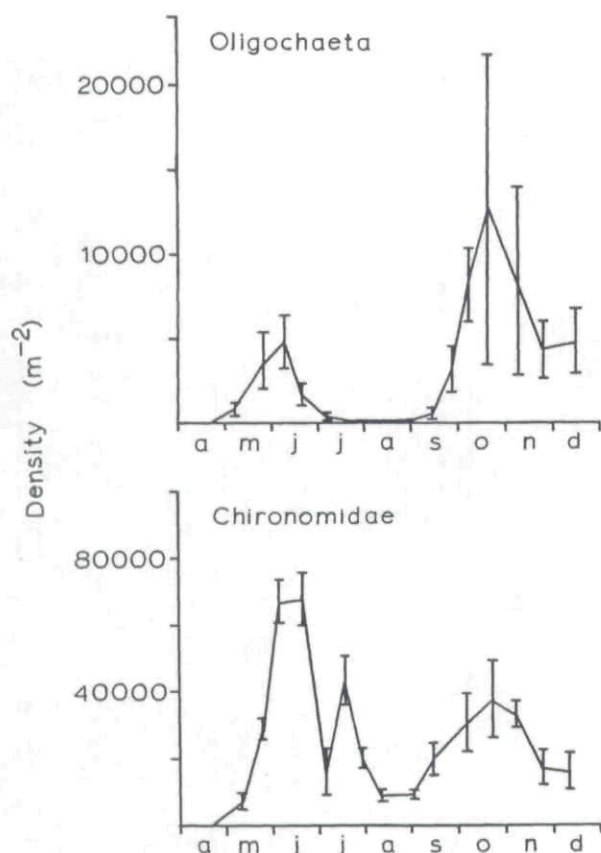 Oligochaeta
20000
10000
a m j j a s o n d
Density (m⁻²)
Chironomidae
80000
40000
a m j j a s o n d